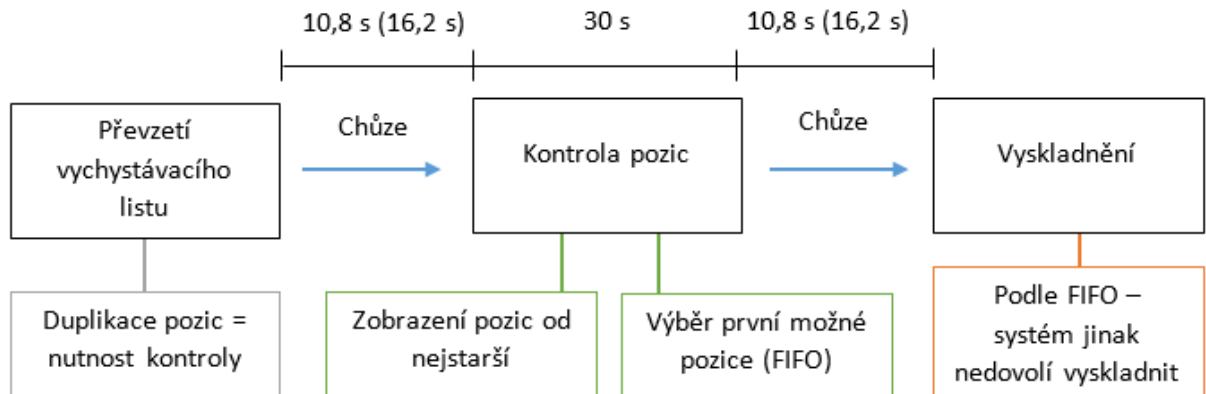 10,8 s (16,2 s)
30 s
10,8 s (16,2 s)
Převzetí
vychystávacího
listu
Chůze
Kontrola pozic
Chůze
Vyskladnění
Duplikace pozic =
nutnost kontroly
Zobrazení pozic od
nejstarší
Výběr první možné
pozice (FIFO)
Podle FIFO –
systém jinak
nedovolí vyskladnit